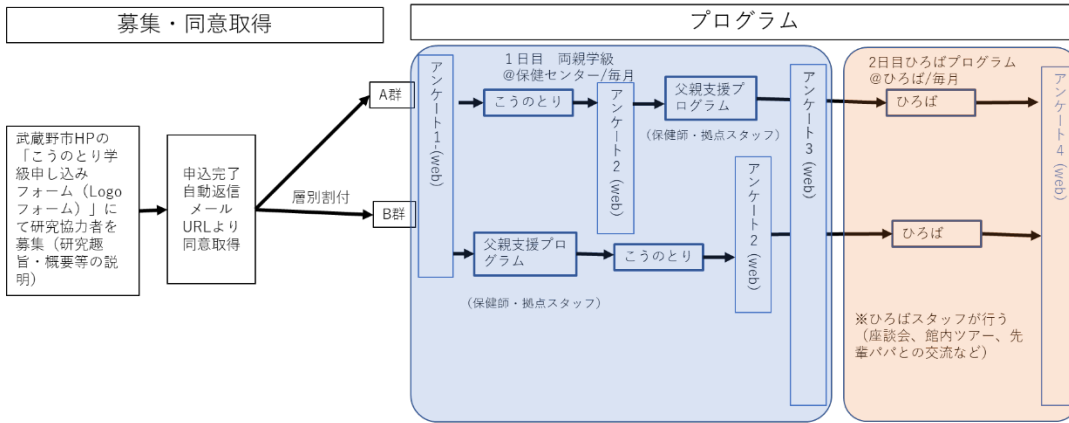 募集・同意取得
プログラム
武蔵野市HPの
「こうのとり学
級申し込み
フォーム（Logo
フォーム）」に
て研究協力者を
募集（研究趣
旨・概要等の説
明）
申込完了
自動返信
メール
URLより
同意取得
層別割付
A群
B群
アンケート1-(web)
１日目　両親学級
@保健センター/毎月
こうのとり
アンケート2 (web)
父親支援プロ
グラム
（保健師・拠点スタッフ）
父親支援プロ
グラム
（保健師・拠点スタッフ）
こうのとり
アンケート2 (web)
アンケート3 (web)
2日目ひろばプログラム
@ひろば/毎月
ひろば
ひろば
※ひろばスタッフが行う
（座談会、館内ツアー、先
輩パパとの交流など）
アンケート4 (web)